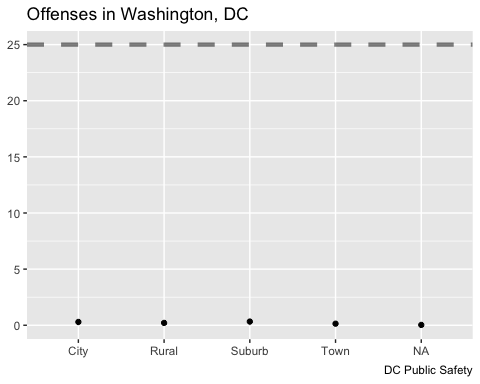 Offenses in Washington, DC
25
20
15
10
5
0
City Rural Suburb Town NA
DC Public Safety